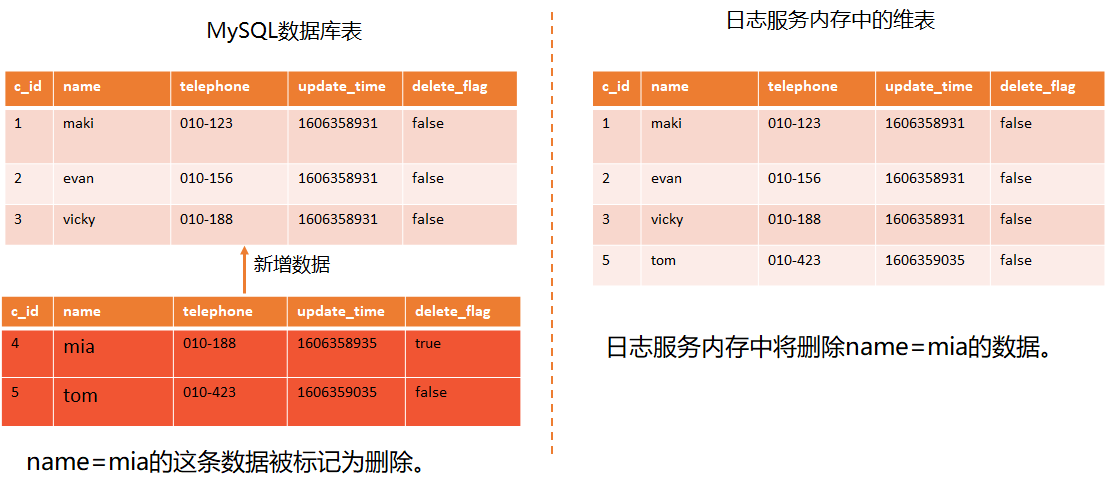 MySQL数据库表
c_id name telephone update_time delete_flag
1 maki 010-123 1606358931 false
2 evan 010-156 1606358931 false
3 vicky 010-188 1606358931 false
新增数据
c_id name telephone update_time delete_flag
4 mia 010-188 1606358935 true
5 tom 010-423 1606359035 false
name=mia的这条数据被标记为删除。
日志服务内存中的维表
c_id name telephone update_time delete_flag
1 maki 010-123 1606358931 false
2 evan 010-156 1606358931 false
3 vicky 010-188 1606358931 false
5 tom 010-423 1606359035 false
日志服务内存中将删除name=mia的数据。